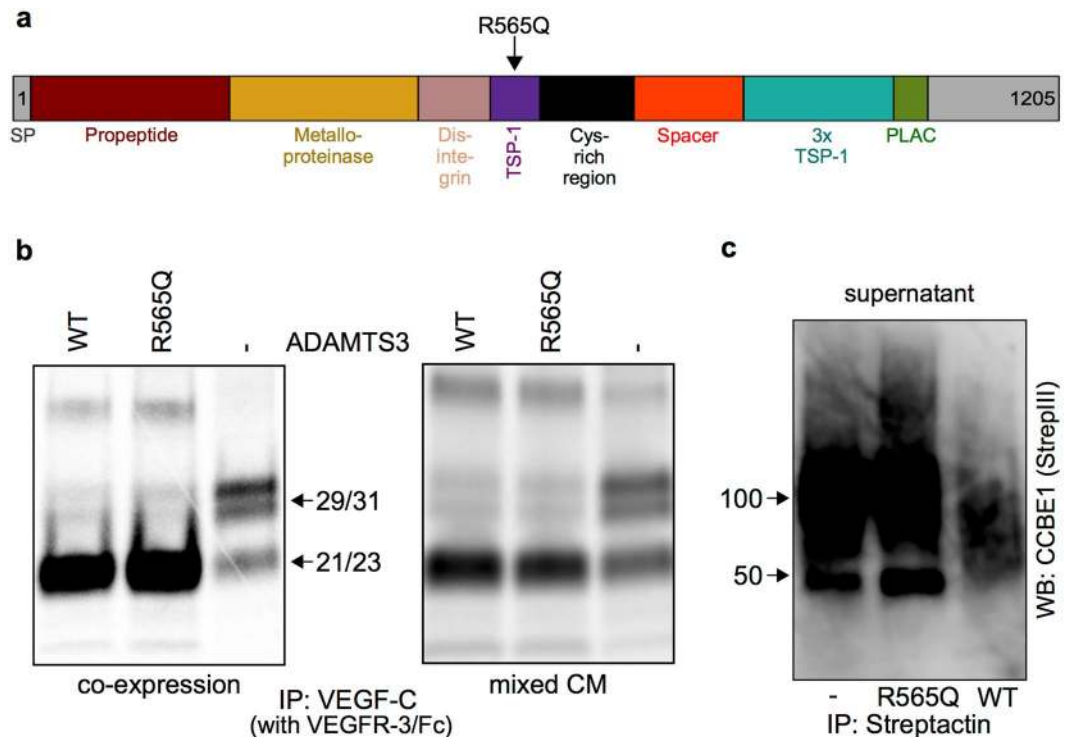 a
R565Q
1
1205
SP
Propeptide
Metallo-
proteinase
Dis-
inte-
grin
TSP-1
Cys-
rich
region
Spacer
3x
TSP-1
PLAC
b
WT
R565Q
-
ADAMTS3
WT
R565Q
-
29/31
21/23
co-expression
IP: VEGF-C
(with VEGFR-3/Fc)
mixed CM
c
supernatant
100
50
WB: CCBE1 (StrepIII)
- R565Q WT
IP: Streptactin